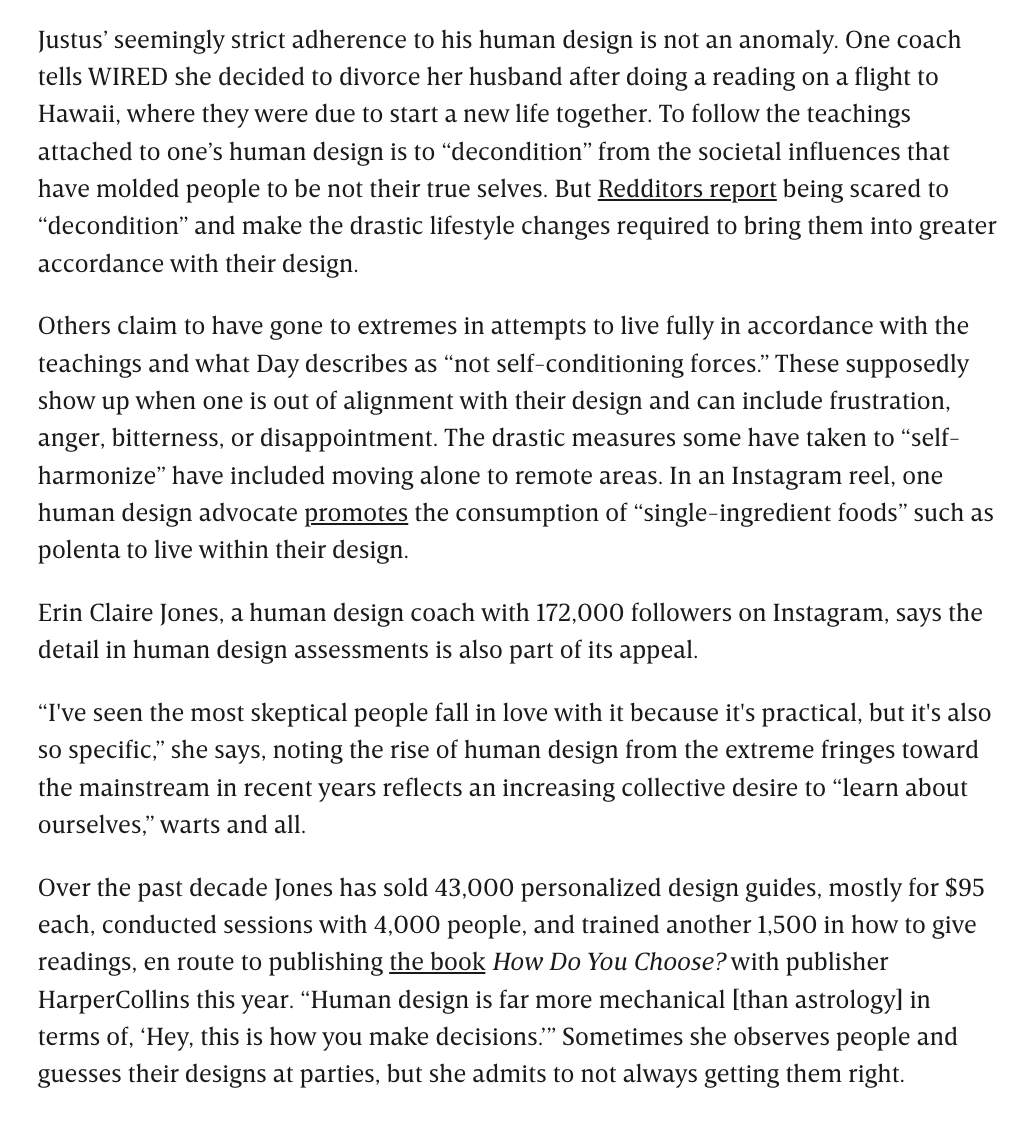 Justus’ seemingly strict adherence to his human design is not an anomaly. One coach
tells WIRED she decided to divorce her husband after doing a reading on a flight to
Hawaii, where they were due to start a new life together. To follow the teachings
attached to one’s human design is to “decondition” from the societal influences that
have molded people to be not their true selves. But Redditors report being scared to
“decondition” and make the drastic lifestyle changes required to bring them into greater
accordance with their design.
Others claim to have gone to extremes in attempts to live fully in accordance with the
teachings and what Day describes as “not self-conditioning forces.” These supposedly
show up when one is out of alignment with their design and can include frustration,
anger, bitterness, or disappointment. The drastic measures some have taken to “self-
harmonize” have included moving alone to remote areas. In an Instagram reel, one
human design advocate promotes the consumption of “single-ingredient foods” such as
polenta to live within their design.
Erin Claire Jones, a human design coach with 172,000 followers on Instagram, says the
detail in human design assessments is also part of its appeal.
“I've seen the most skeptical people fall in love with it because it's practical, but it's also
so specific,” she says, noting the rise of human design from the extreme fringes toward
the mainstream in recent years reflects an increasing collective desire to “learn about
ourselves,” warts and all.
Over the past decade Jones has sold 43,000 personalized design guides, mostly for $95
each, conducted sessions with 4,000 people, and trained another 1,500 in how to give
readings, en route to publishing the book How Do You Choose? with publisher
HarperCollins this year. “Human design is far more mechanical [than astrology] in
terms of, ‘Hey, this is how you make decisions.’” Sometimes she observes people and
guesses their designs at parties, but she admits to not always getting them right.